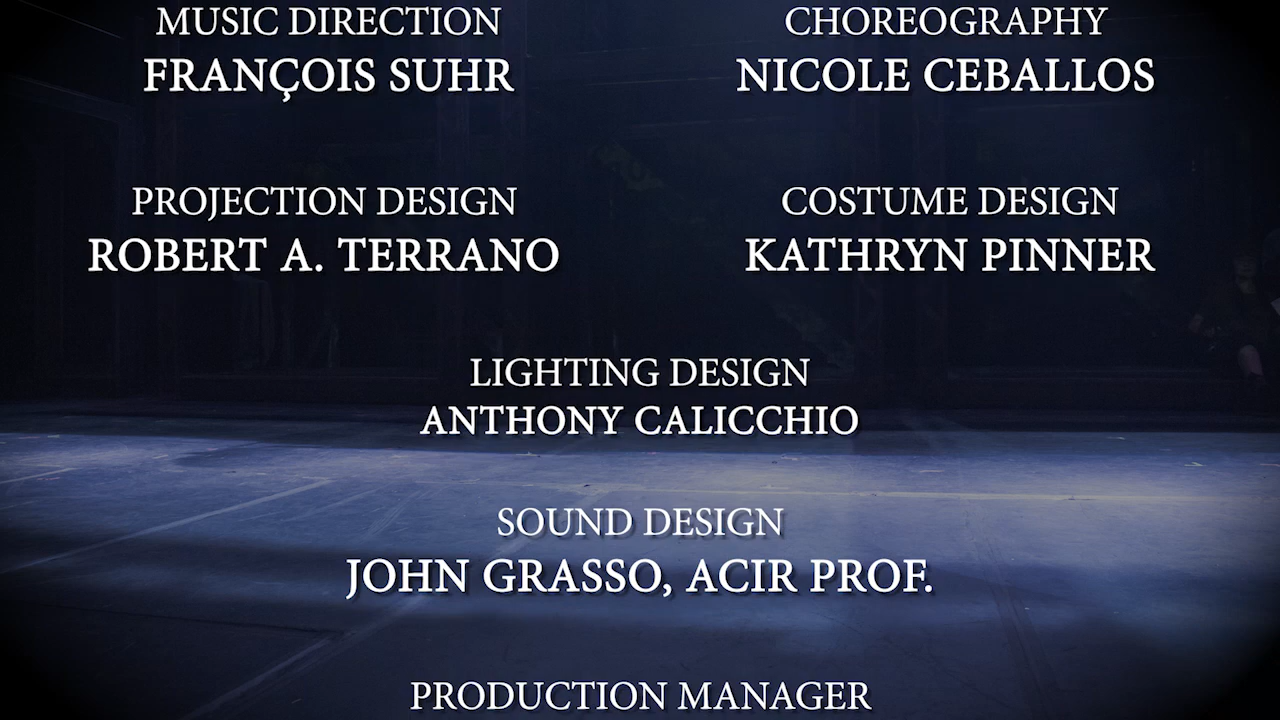 MUSIC DIRECTION
FRANÇOIS SUHR
CHOREOGRAPHY
NICOLE CEBALLOS
PROJECTION DESIGN
ROBERT A. TERRANO
COSTUME DESIGN
KATHRYN PINNER
LIGHTING DESIGN
ANTHONY CALICCHIO
SOUND DESIGN
JOHN GRASSO, ACIR PROF.
PRODUCTION MANAGER